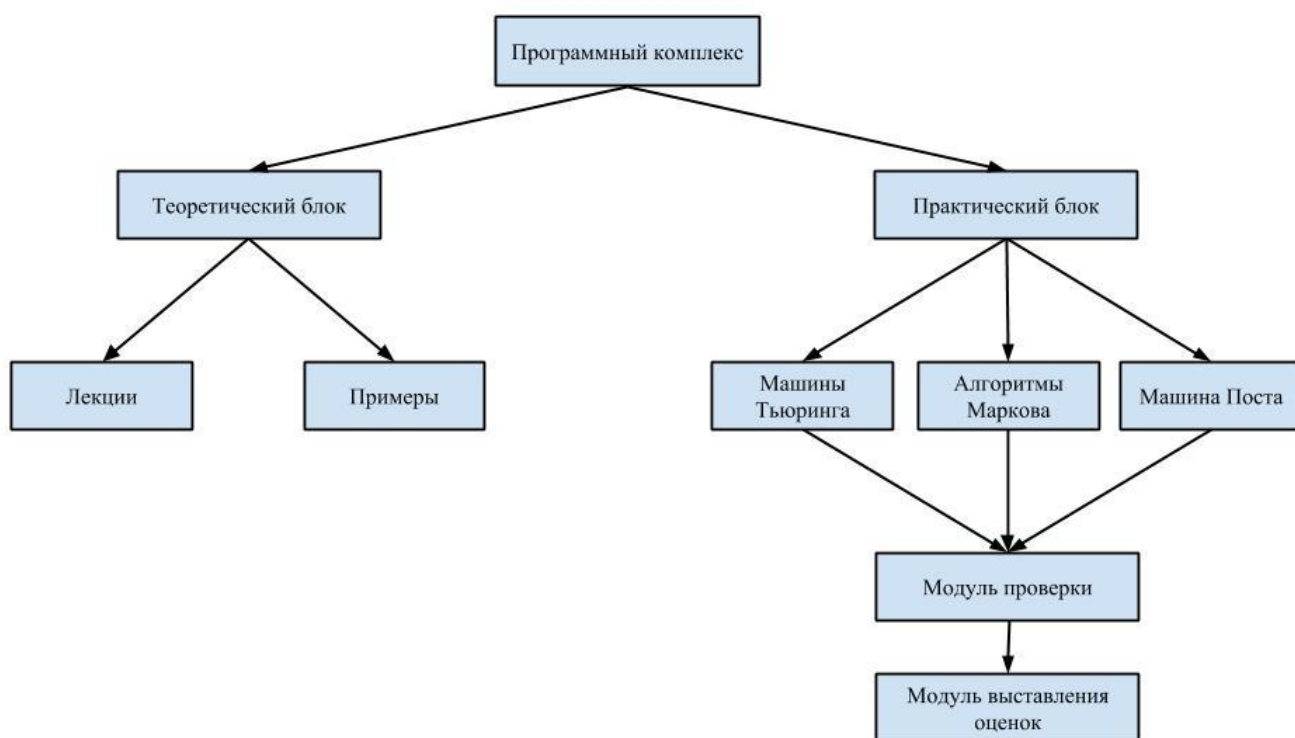 Программный комплекс
Теоретический блок
Практический блок
Лекции
Примеры
Машины
Тьюринга
Алгоритмы
Маркова
Машина Поста
Модуль проверки
Модуль выставления
оценок